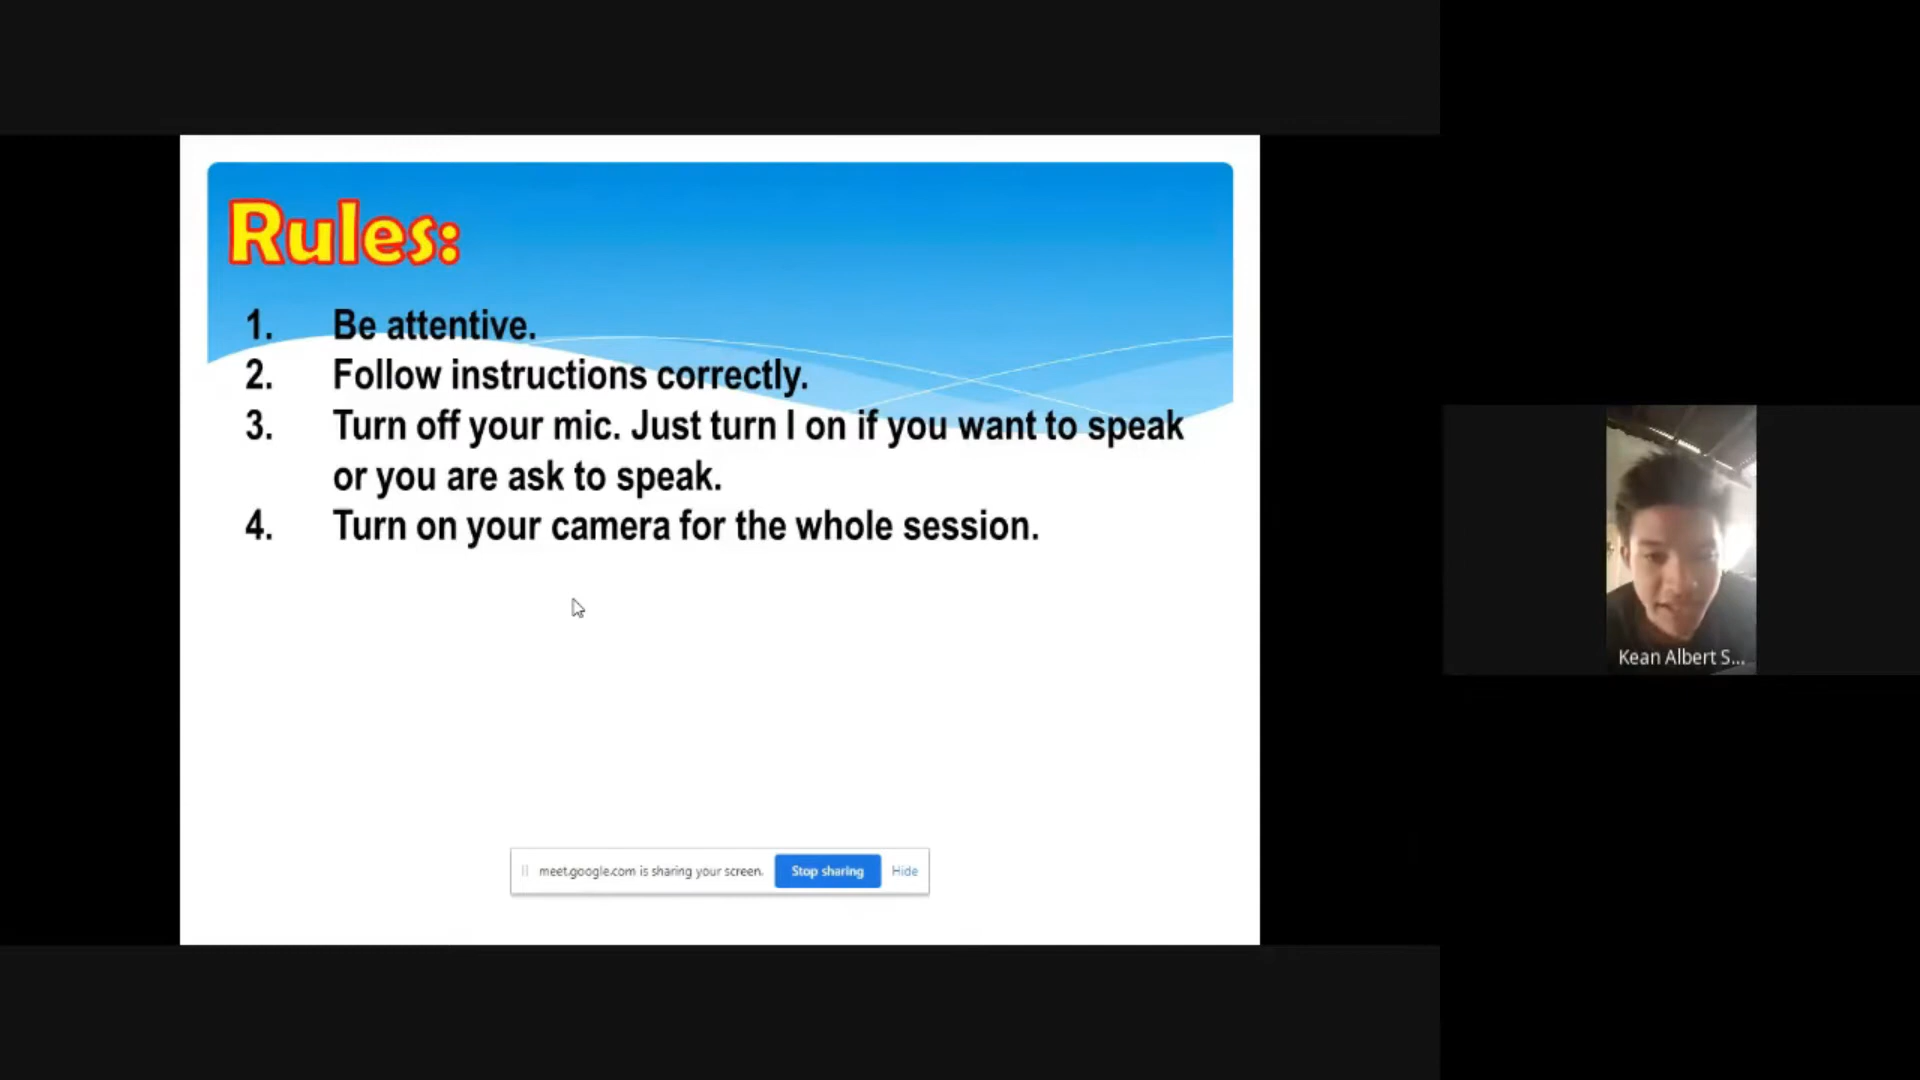 Rules:
1. Be attentive.
2. Follow instructions correctly.
3. Turn off your mic. Just turn I on if you want to speak
or you are ask to speak.
4. Turn on your camera for the whole session.
Kean Albert S...
meet.google.com is sharing your screen. Stop sharing Hide